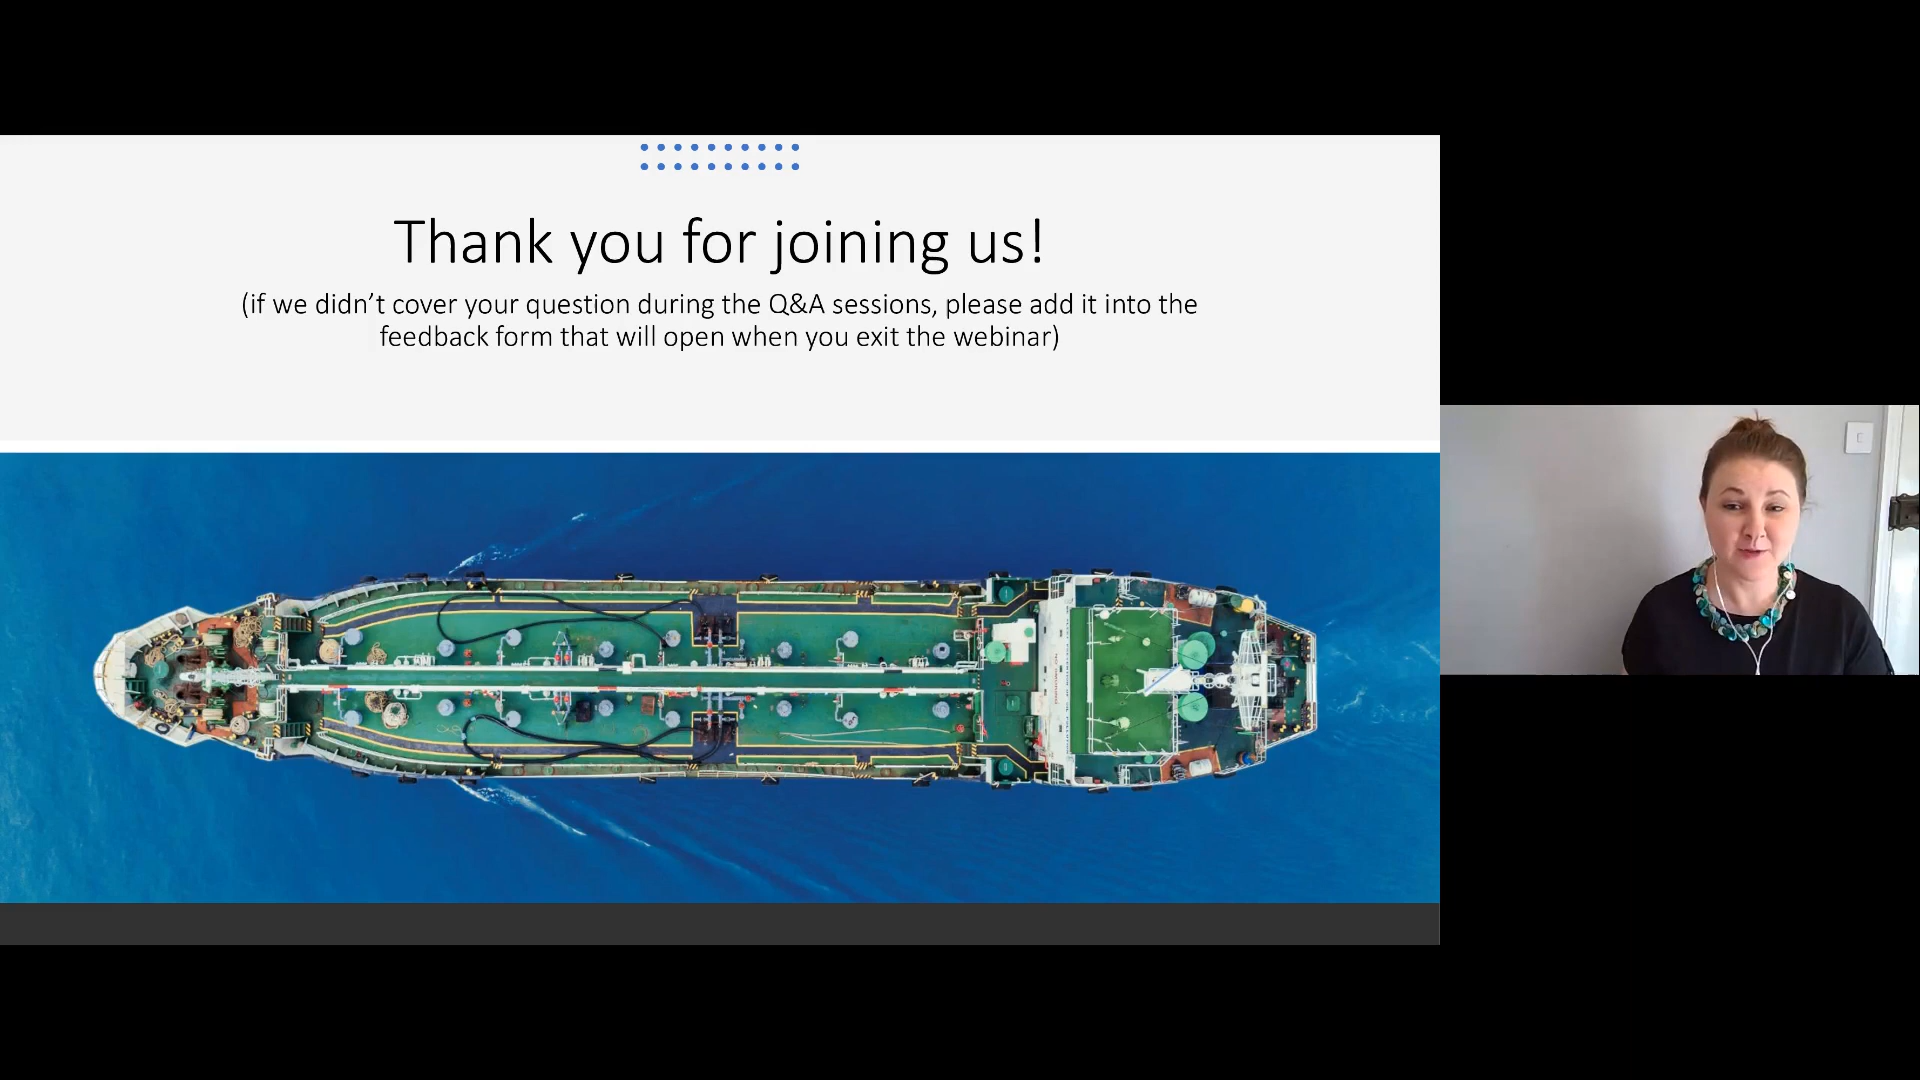 Thank you for joining us!
(if we didn’t cover your question during the Q&A sessions, please add it into the
feedback form that will open when you exit the webinar)